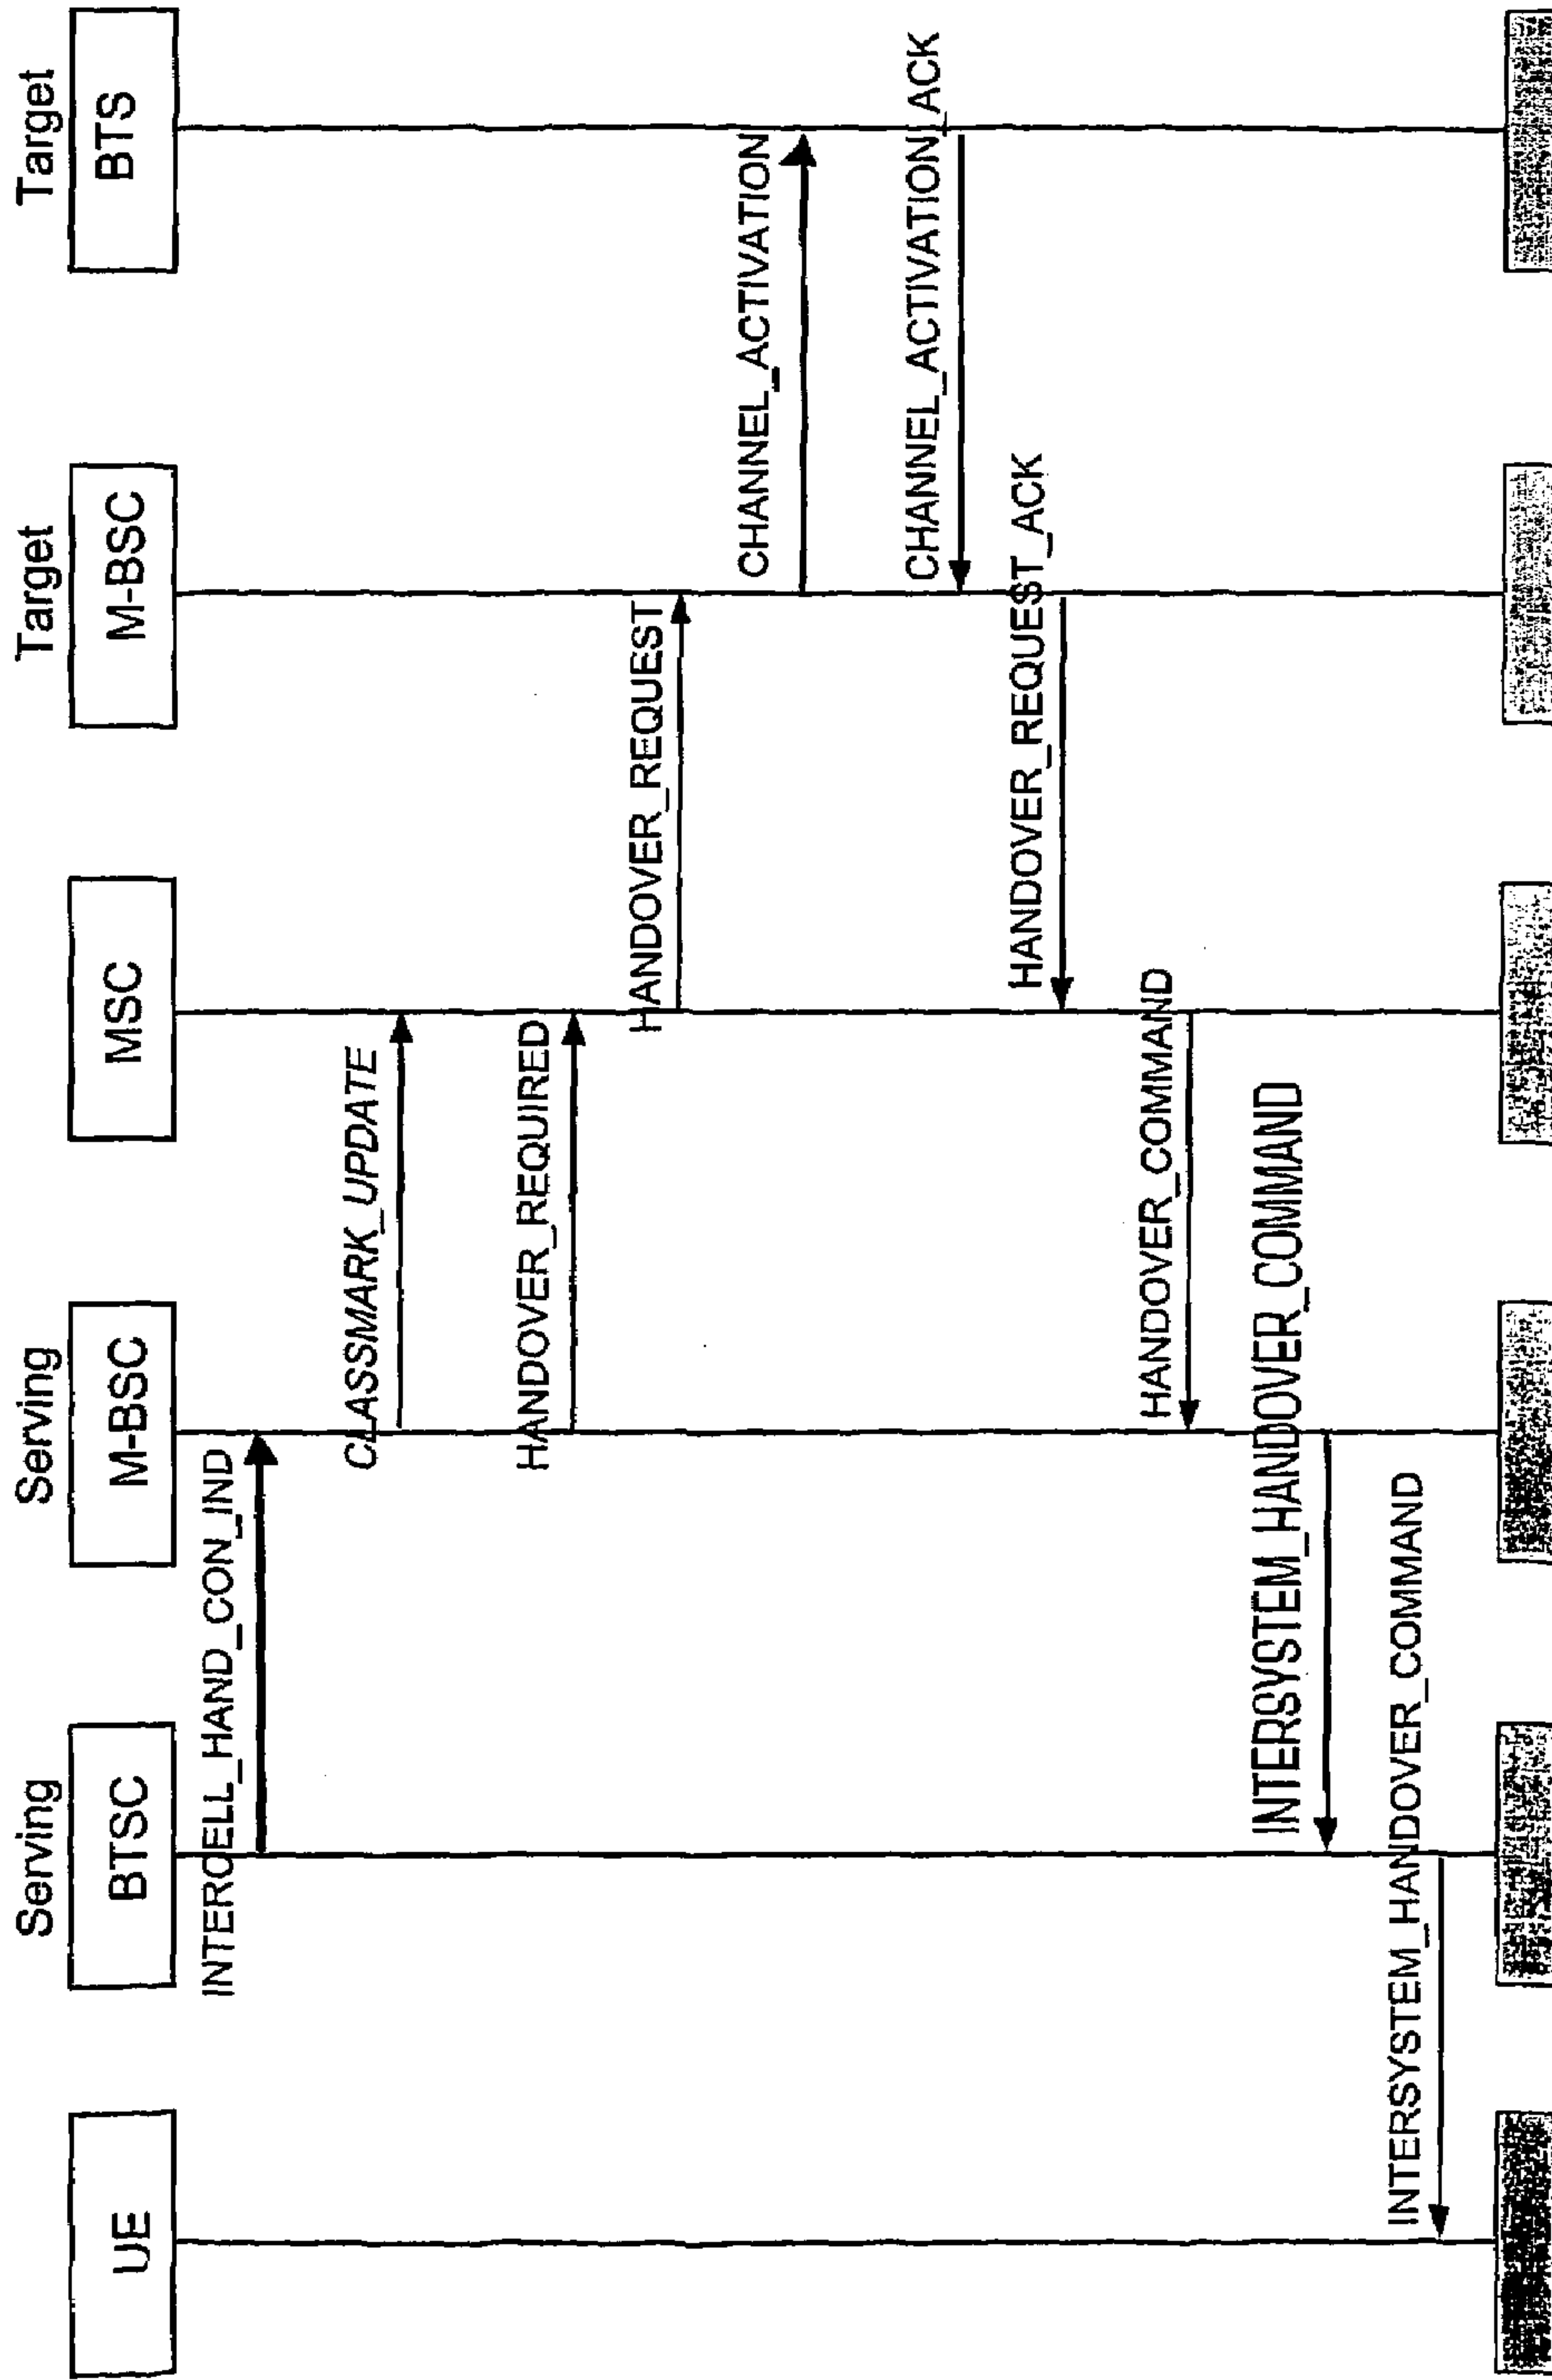 Serving
Serving
Target
Target
UE
BTSC
M-BSC
MSC
M-BSC
BTS
INTERCELL_HAND_CON_IND
CLASSMARK_UPDATE
HANDOVER_REQUIRED
HANDOVER_REQUEST
CHANNEL_ACTIVATION
CHANNEL_ACTIVATION_ACK
HANDOVER_REQUEST_ACK
HANDOVER_COMMAND
INTERSYSTEM_HANDOVER_COMMAND
INTERSYSTEM_HANDOVER_COMMAND